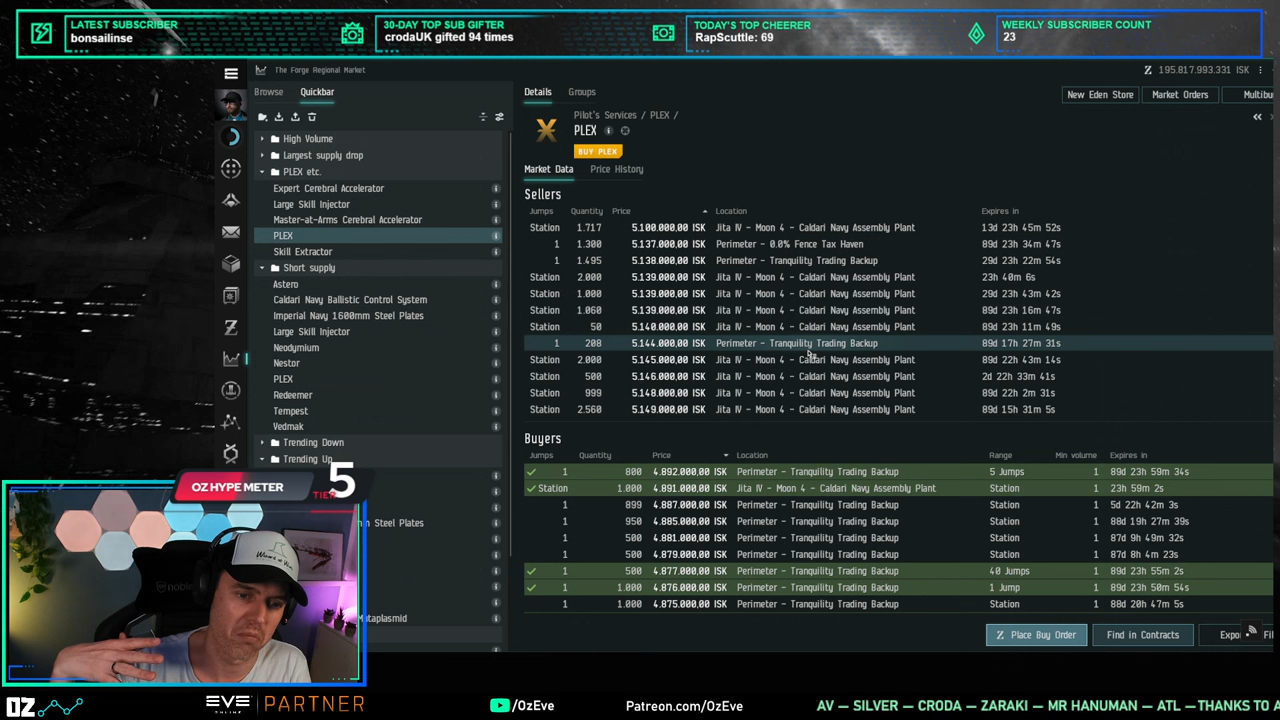 LATEST SUBSCRIBER
bonsailinse
30-DAY TOP SUB GIFTER
crodaUK gifted 94 times
TODAY'S TOP CHEERER
RapScuttle: 69
WEEKLY SUBSCRIBER COUNT
23
The Forge Regional Market
195.817.993.331 ISK
Browse Quickbar
High Volume
Largest supply drop
PLEX etc.
Expert Cerebral Accelerator
Large Skill Injector
Master-at-Arms Cerebral Accelerator
PLEX
Skill Extractor
Short supply
Astero
Caldari Navy Ballistic Control System
Imperial Navy 1600mm Steel Plates
Large Skill Injector
Neodymium
Nestor
PLEX
Redeemer
Tempest
Vedmak
Trending Down
Trending Up
Details Groups
New Eden Store Market Orders
Pilot's Services / PLEX /
PLEX
BUY PLEX
Market Data Price History
Sellers
Jumps Quantity Price Location Expires in
Station 1.717 5.100.000,00 ISK Jita IV - Moon 4 - Caldari Navy Assembly Plant 13d 23h 45m 52s
1 1.300 5.137.000,00 ISK Perimeter - 0.0% Fence Tax Haven 89d 23h 34m 47s
1 1.495 5.138.000,00 ISK Perimeter - Tranquility Trading Backup 29d 23h 22m 54s
Station 2.000 5.139.000,00 ISK Jita IV - Moon 4 - Caldari Navy Assembly Plant 23h 40m 6s
Station 1.000 5.139.000,00 ISK Jita IV - Moon 4 - Caldari Navy Assembly Plant 29d 23h 43m 42s
Station 1.060 5.139.000,00 ISK Jita IV - Moon 4 - Caldari Navy Assembly Plant 89d 23h 16m 47s
Station 50 5.140.000,00 ISK Jita IV - Moon 4 - Caldari Navy Assembly Plant 89d 23h 11m 49s
1 208 5.144.000,00 ISK Perimeter - Tranquility Trading Backup 89d 17h 27m 31s
Station 2.000 5.145.000,00 ISK Jita IV - Moon 4 - Caldari Navy Assembly Plant 89d 22h 43m 14s
Station 500 5.146.000,00 ISK Jita IV - Moon 4 - Caldari Navy Assembly Plant 2d 22h 33m 41s
Station 999 5.148.000,00 ISK Jita IV - Moon 4 - Caldari Navy Assembly Plant 89d 22h 2m 31s
Station 2.560 5.149.000,00 ISK Jita IV - Moon 4 - Caldari Navy Assembly Plant 89d 15h 31m 5s
Buyers
Jumps Quantity Price Location Range Min volume Expires in
1 800 4.892.000,00 ISK Perimeter - Tranquility Trading Backup 5 Jumps 1 89d 23h 59m 34s
Station 1.000 4.891.000,00 ISK Jita IV - Moon 4 - Caldari Navy Assembly Plant Station 1 23h 59m 2s
1 899 4.887.000,00 ISK Perimeter - Tranquility Trading Backup Station 1 5d 22h 42m 3s
1 950 4.885.000,00 ISK Perimeter - Tranquility Trading Backup Station 1 88d 19h 27m 39s
1 500 4.881.000,00 ISK Perimeter - Tranquility Trading Backup Station 1 87d 9h 49m 32s
1 500 4.879.000,00 ISK Perimeter - Tranquility Trading Backup Station 1 87d 8h 4m 23s
1 500 4.877.000,00 ISK Perimeter - Tranquility Trading Backup 40 Jumps 1 89d 23h 55m 2s
1 1.000 4.876.000,00 ISK Perimeter - Tranquility Trading Backup 1 Jump 1 89d 23h 50m 54s
1 1.000 4.875.000,00 ISK Perimeter - Tranquility Trading Backup Station 1 88d 20h 47m 5s
Place Buy Order Find in Contracts
OZ HYPE METER
TIER 5
Steel Plates
OZ
EVE ONLINE PARTNER
/OzEve
Patreon.com/OzEve
AV — SILVER — CRODA — ZARAKI — MR HANUMAN — ATL —THANKS TO A